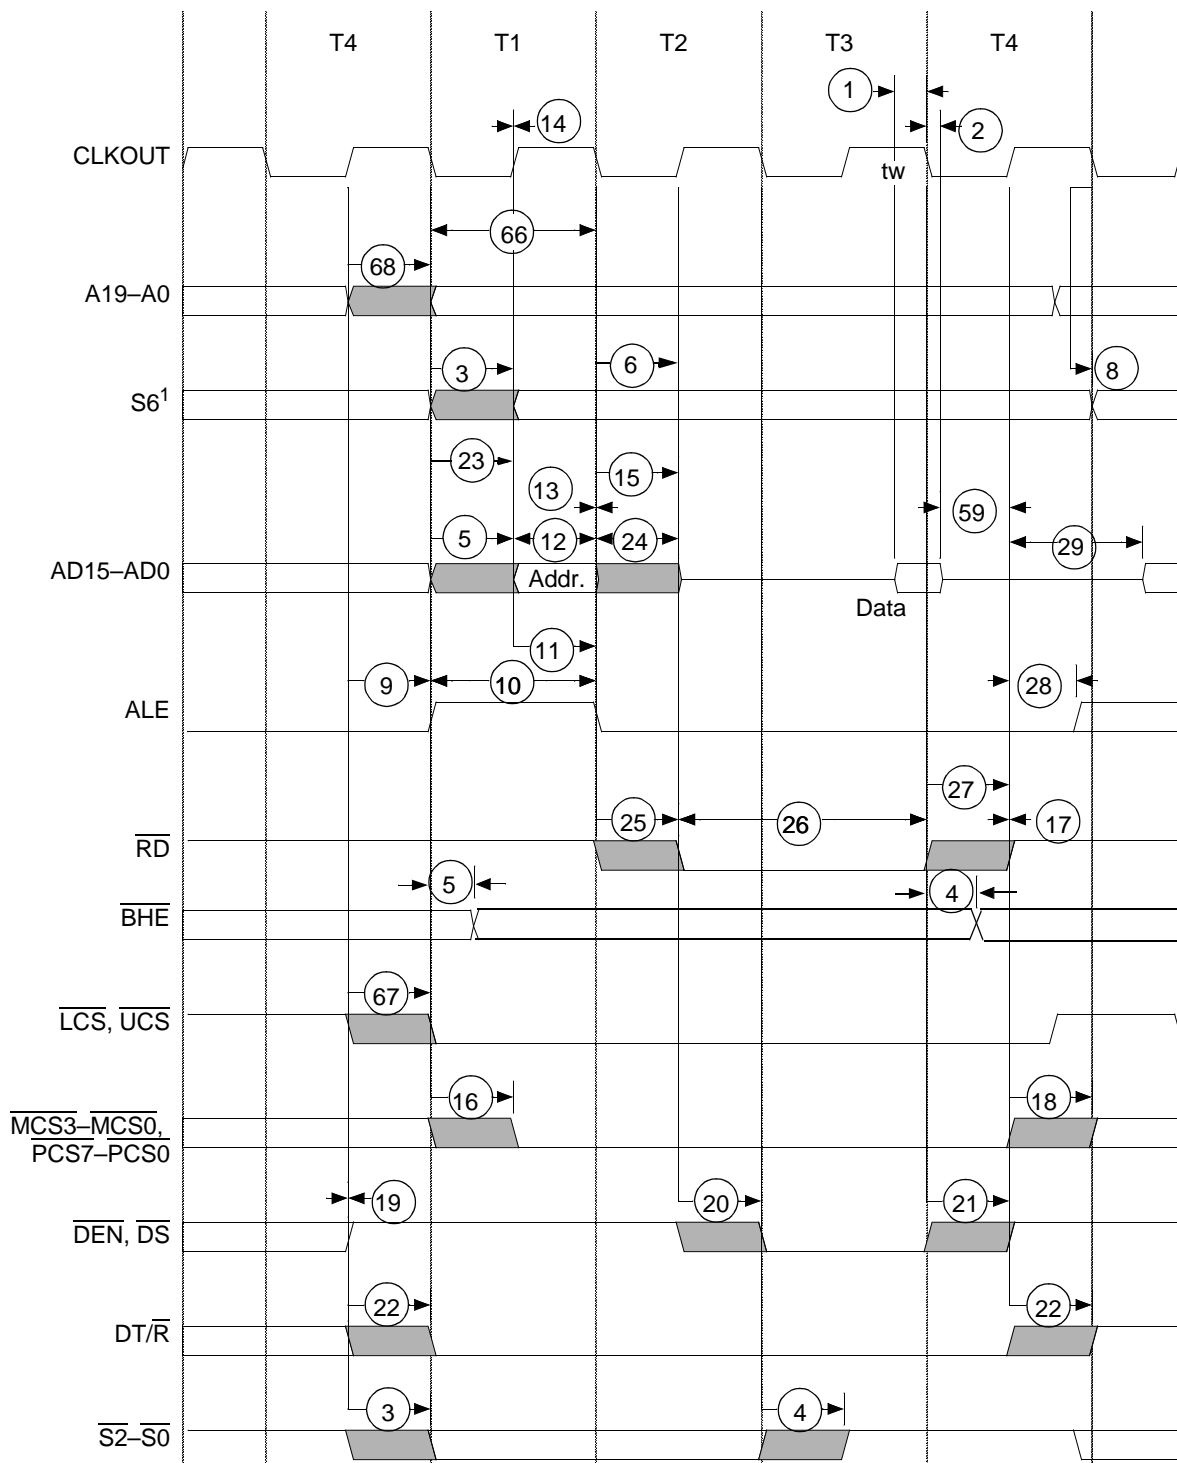 T4 T1 T2 T3 T4
1
14 2
CLKOUT
tw
66
68
A19–A0
3 6 8
S6¹
23 15
13
59
5 12 24 29
AD15–AD0
Addr.
Data
11
9 10 28
ALE
27
25 26 17
RD
5 4
BHE
67
LCS, UCS
16 18
MCS3–MCS0,
PCS7–PCS0
19 20 21
DEN, DS
22 22
DT/R
3 4
S2–S0